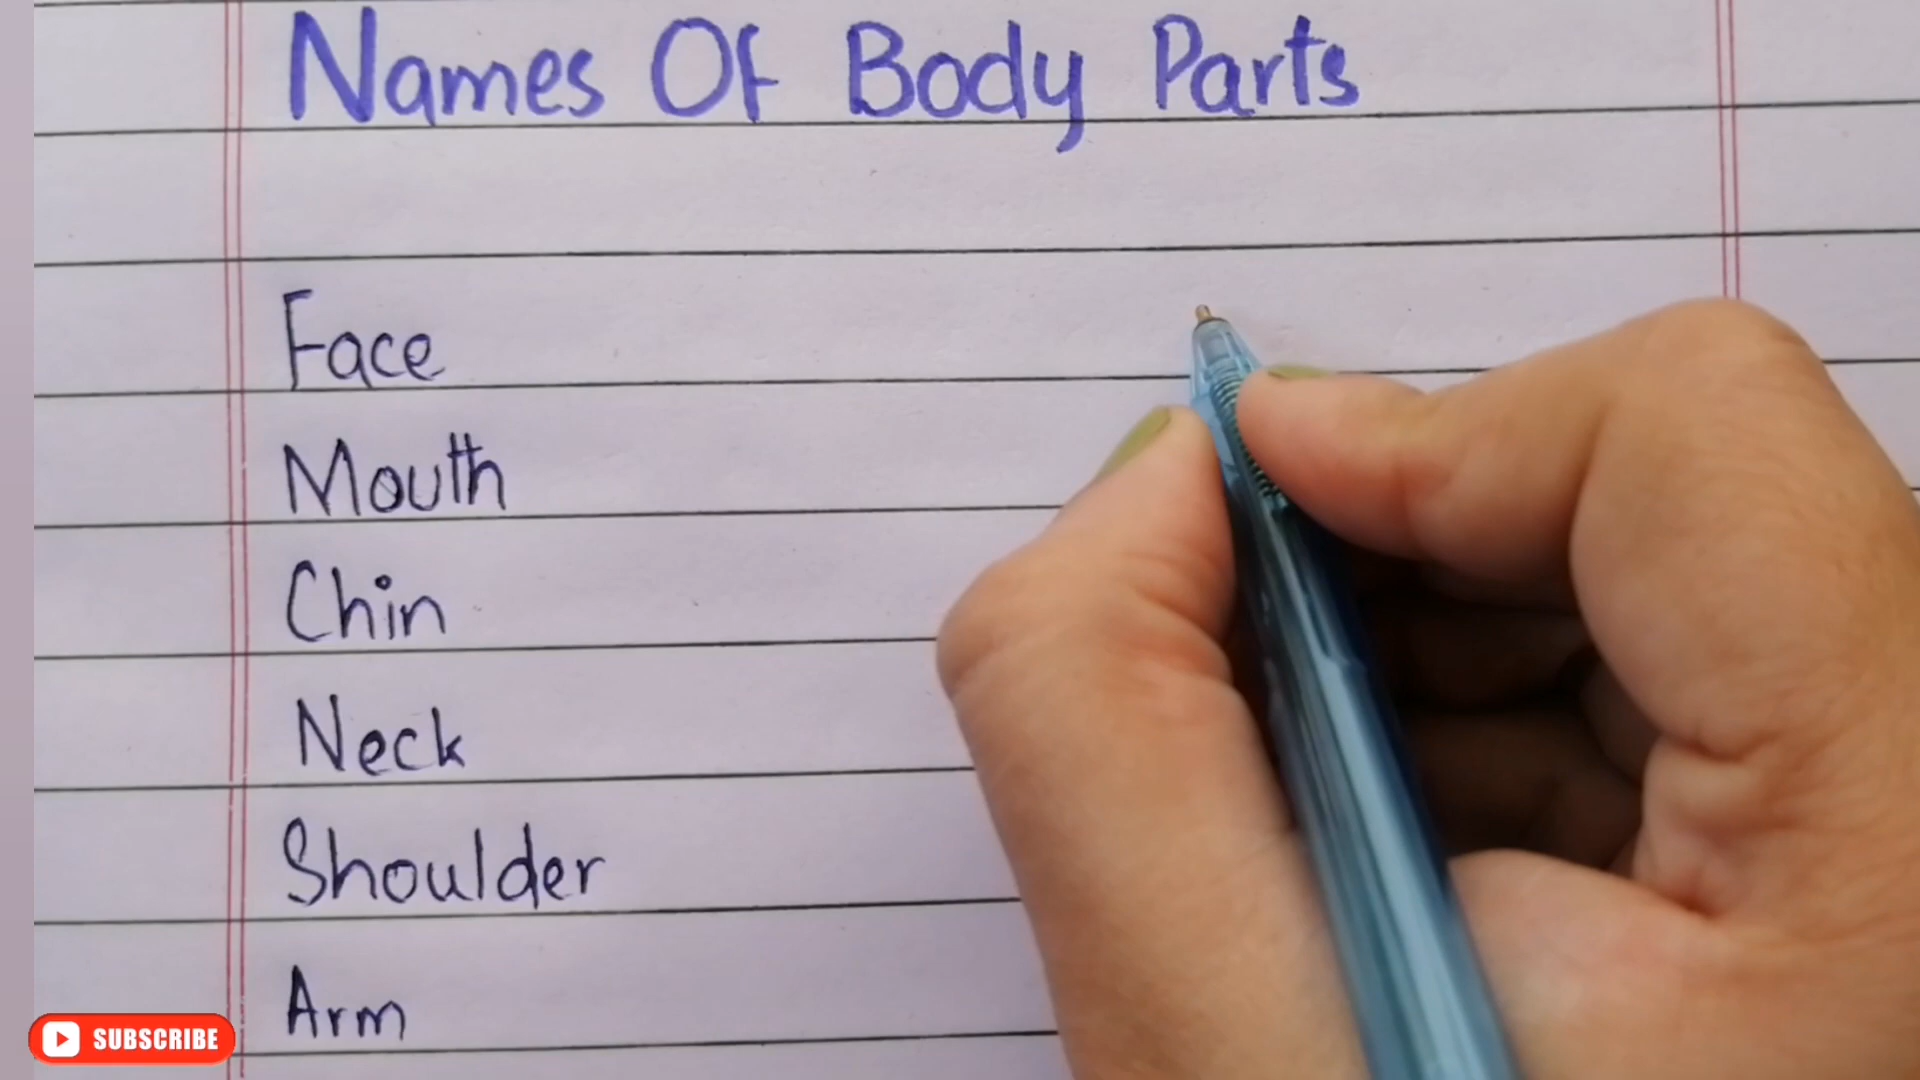 Names Of Body Parts
Face
Mouth
Chin
Neck
Shoulder
Arm
SUBSCRIBE